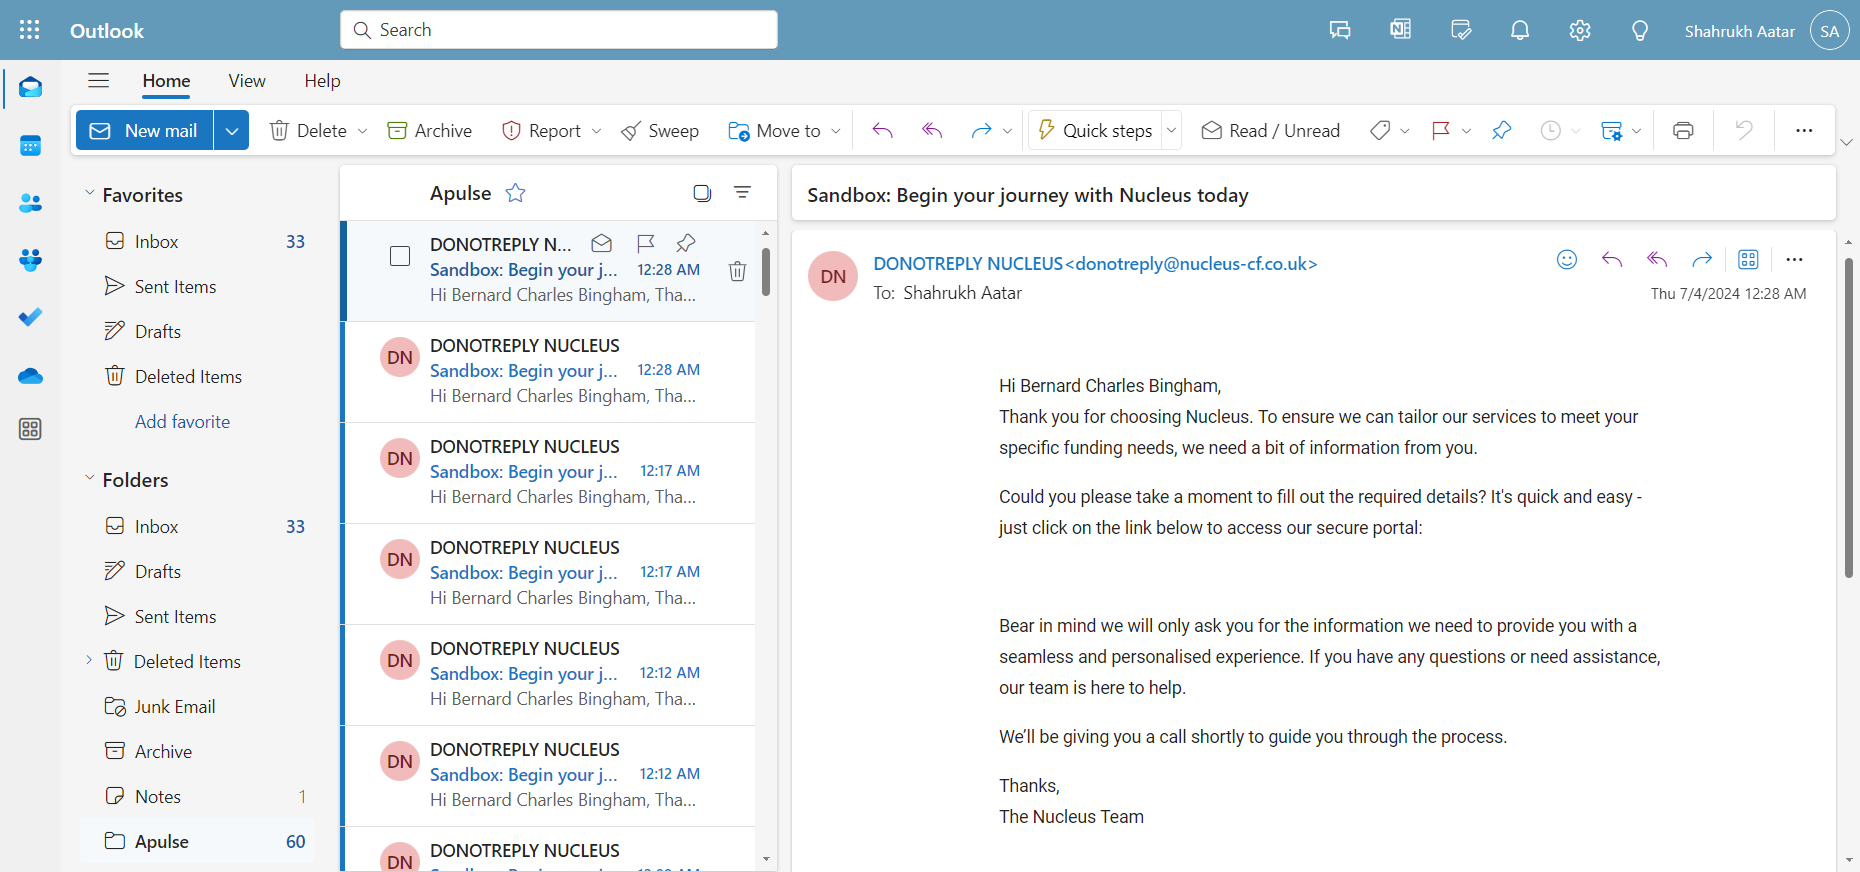 Outlook
Search
Shahrukh Aatar
SA
Home
View
Help
New mail
Delete
Archive
Report
Sweep
Move to
Quick steps
Read / Unread
Favorites
Inbox 33
Sent Items
Drafts
Deleted Items
Add favorite
Folders
Inbox 33
Drafts
Sent Items
Deleted Items
Junk Email
Archive
Notes 1
Apulse 60
Apulse
DONOTREPLY N...
Sandbox: Begin your j... 12:28 AM
Hi Bernard Charles Bingham, Tha...
DN
DONOTREPLY NUCLEUS
Sandbox: Begin your j... 12:28 AM
Hi Bernard Charles Bingham, Tha...
DN
DONOTREPLY NUCLEUS
Sandbox: Begin your j... 12:17 AM
Hi Bernard Charles Bingham, Tha...
DN
DONOTREPLY NUCLEUS
Sandbox: Begin your j... 12:17 AM
Hi Bernard Charles Bingham, Tha...
DN
DONOTREPLY NUCLEUS
Sandbox: Begin your j... 12:12 AM
Hi Bernard Charles Bingham, Tha...
DN
DONOTREPLY NUCLEUS
Sandbox: Begin your j... 12:12 AM
Hi Bernard Charles Bingham, Tha...
DN
DONOTREPLY NUCLEUS
Sandbox: Begin your journey with Nucleus today
DN
DONOTREPLY NUCLEUS<donotreply@nucleus-cf.co.uk>
To: Shahrukh Aatar
Thu 7/4/2024 12:28 AM
Hi Bernard Charles Bingham,
Thank you for choosing Nucleus. To ensure we can tailor our services to meet your
specific funding needs, we need a bit of information from you.
Could you please take a moment to fill out the required details? It's quick and easy -
just click on the link below to access our secure portal:
Bear in mind we will only ask you for the information we need to provide you with a
seamless and personalised experience. If you have any questions or need assistance,
our team is here to help.
We’ll be giving you a call shortly to guide you through the process.
Thanks,
The Nucleus Team